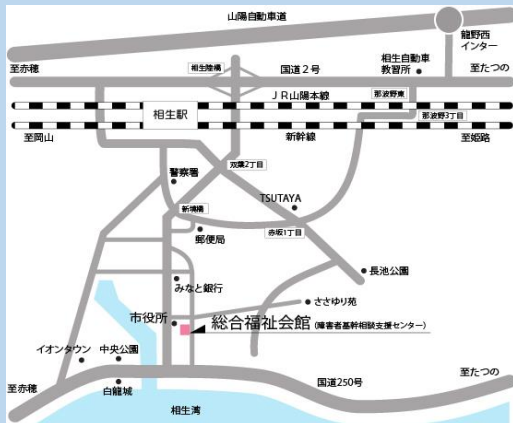 山陽自動車道
龍野西
インター
至赤穂
相生陸橋
国道2号
相生自動車
教習所
至たつの
JR山陽本線
那波野東
相生駅
那波野3丁目
至岡山
新幹線
至姫路
双葉2丁目
警察署
TSUTAYA
新鳩橋
郵便局
赤坂1丁目
長池公園
みなと銀行
ささゆり苑
市役所
総合福祉会館(障害者基幹相談支援センター)
イオンタウン
中央公園
至赤穂
白龍城
国道250号
至たつの
相生湾